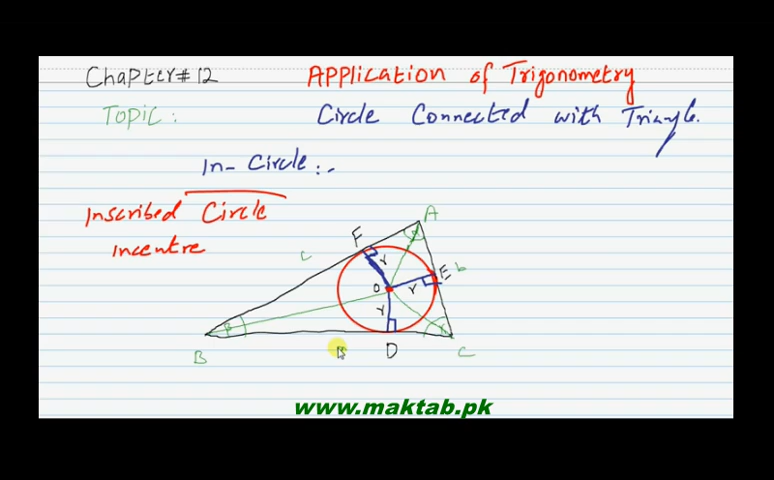 Chapter#12 Application of Trigonometry
Topic: Circle Connected with Triangle.
In-Circle:-
Inscribed Circle
incentre
A
F
c
r
E
b
O
r
r
B
D
C
www.maktab.pk